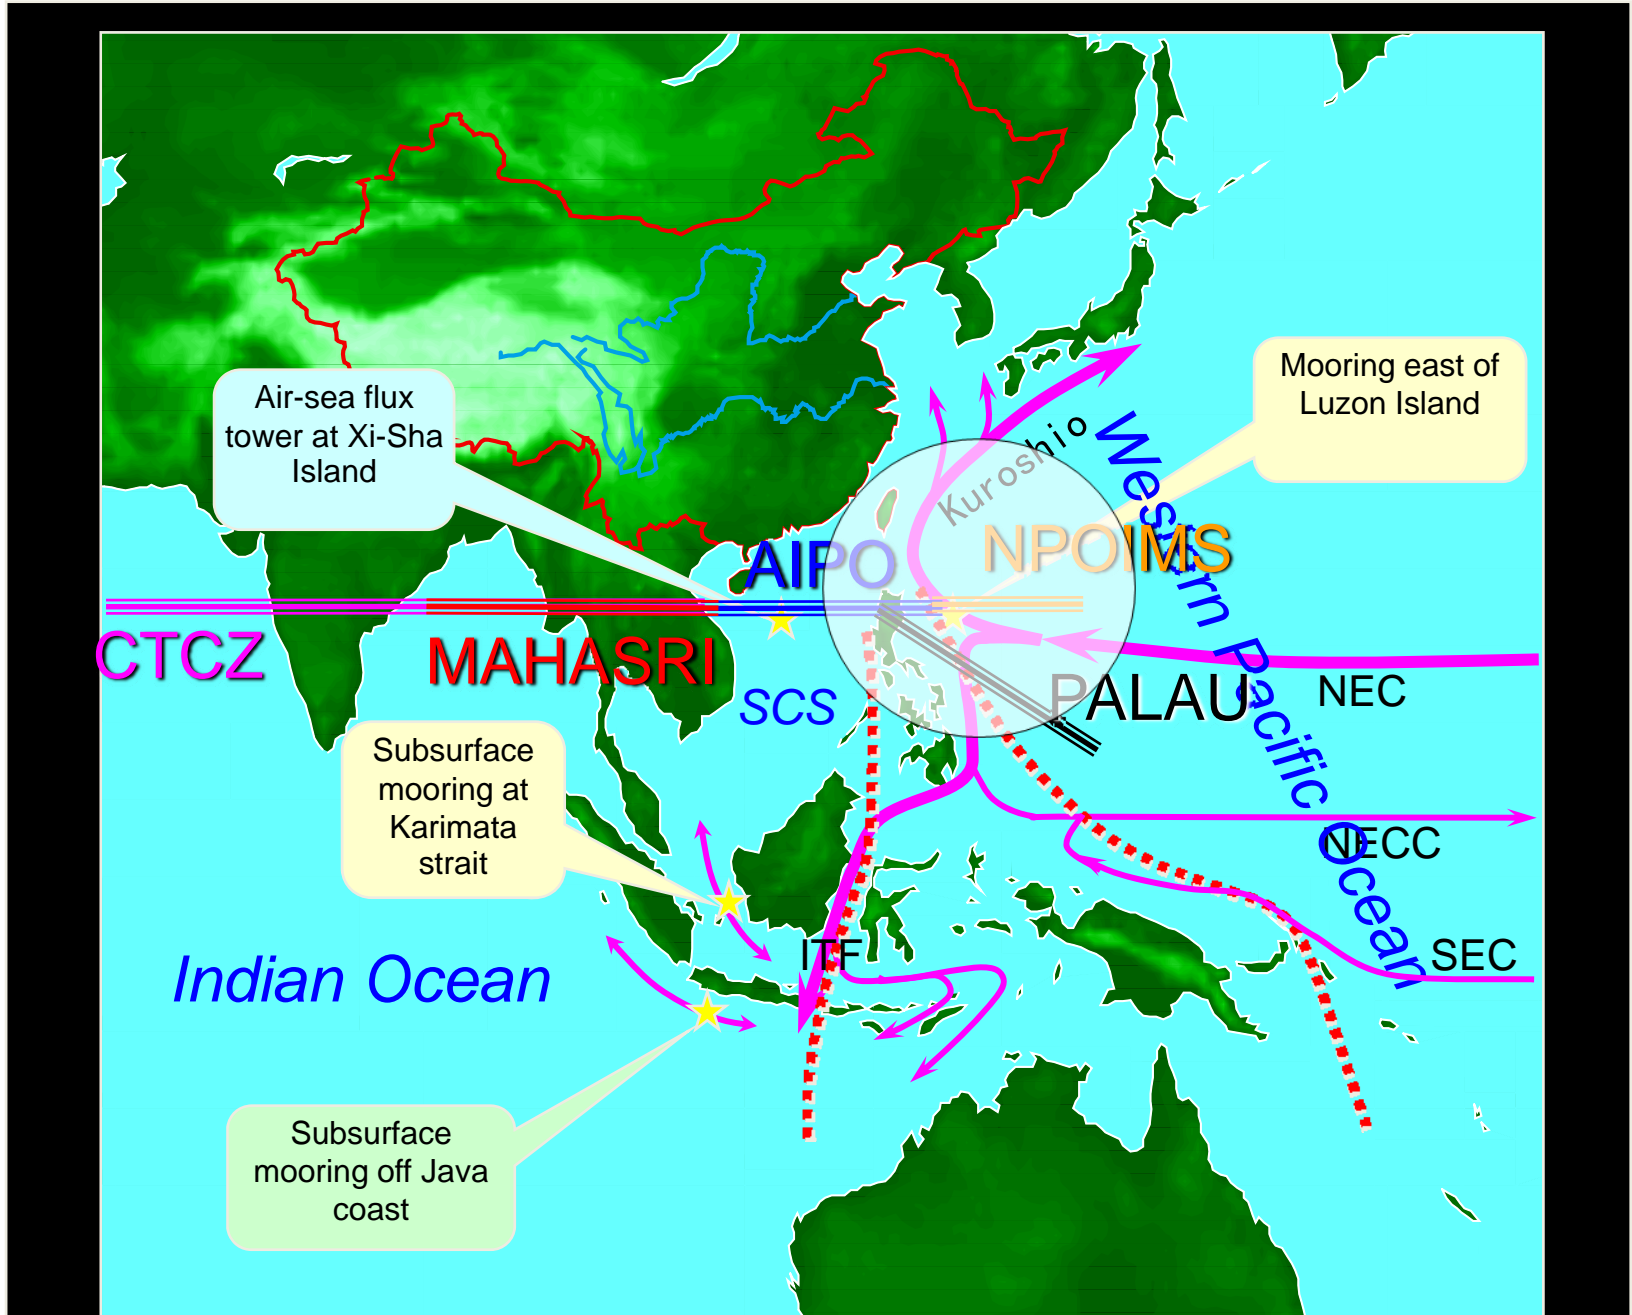 Air-sea flux
tower at Xi-Sha
Island
Mooring east of
Luzon Island
Kuroshio
Western Pacific Ocean
AIPO
NPOIMS
CTCZ
MAHASRI
SCS
PALAU
NEC
Subsurface
mooring at
Karimata
strait
NECC
ITF
SEC
Indian Ocean
Subsurface
mooring off Java
coast